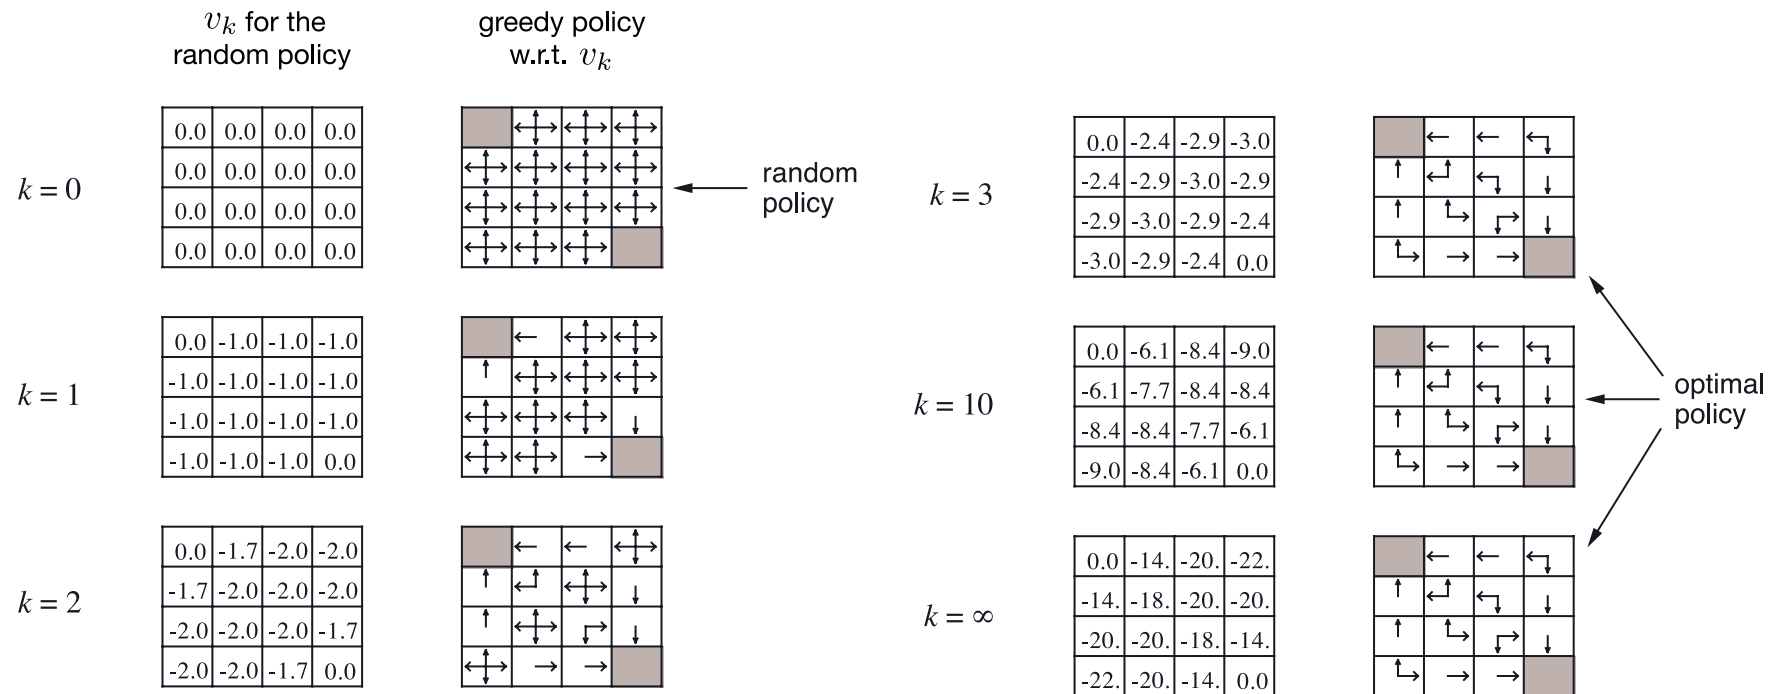 v_k for the
random policy
greedy policy
w.r.t. v_k
k = 0
0.0 0.0 0.0 0.0
0.0 0.0 0.0 0.0
0.0 0.0 0.0 0.0
0.0 0.0 0.0 0.0
random
policy
k = 1
0.0 -1.0 -1.0 -1.0
-1.0 -1.0 -1.0 -1.0
-1.0 -1.0 -1.0 -1.0
-1.0 -1.0 -1.0 0.0
k = 2
0.0 -1.7 -2.0 -2.0
-1.7 -2.0 -2.0 -2.0
-2.0 -2.0 -2.0 -1.7
-2.0 -2.0 -1.7 0.0
k = 3
0.0 -2.4 -2.9 -3.0
-2.4 -2.9 -3.0 -2.9
-2.9 -3.0 -2.9 -2.4
-3.0 -2.9 -2.4 0.0
k = 10
0.0 -6.1 -8.4 -9.0
-6.1 -7.7 -8.4 -8.4
-8.4 -8.4 -7.7 -6.1
-9.0 -8.4 -6.1 0.0
optimal
policy
k = ∞
0.0 -14. -20. -22.
-14. -18. -20. -20.
-20. -20. -18. -14.
-22. -20. -14. 0.0